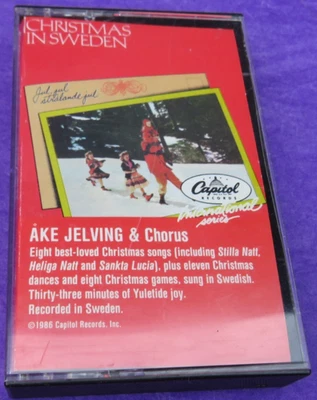 CHRISTMAS
IN SWEDEN
Jul, jul
strålande jul
Capitol
RECORDS
international
series
ÅKE JELVING & Chorus
Eight best-loved Christmas songs (including Stilla Natt,
Heliga Natt and Sankta Lucia), plus eleven Christmas
dances and eight Christmas games, sung in Swedish.
Thirty-three minutes of Yuletide joy.
Recorded in Sweden.
©1986 Capitol Records, Inc.